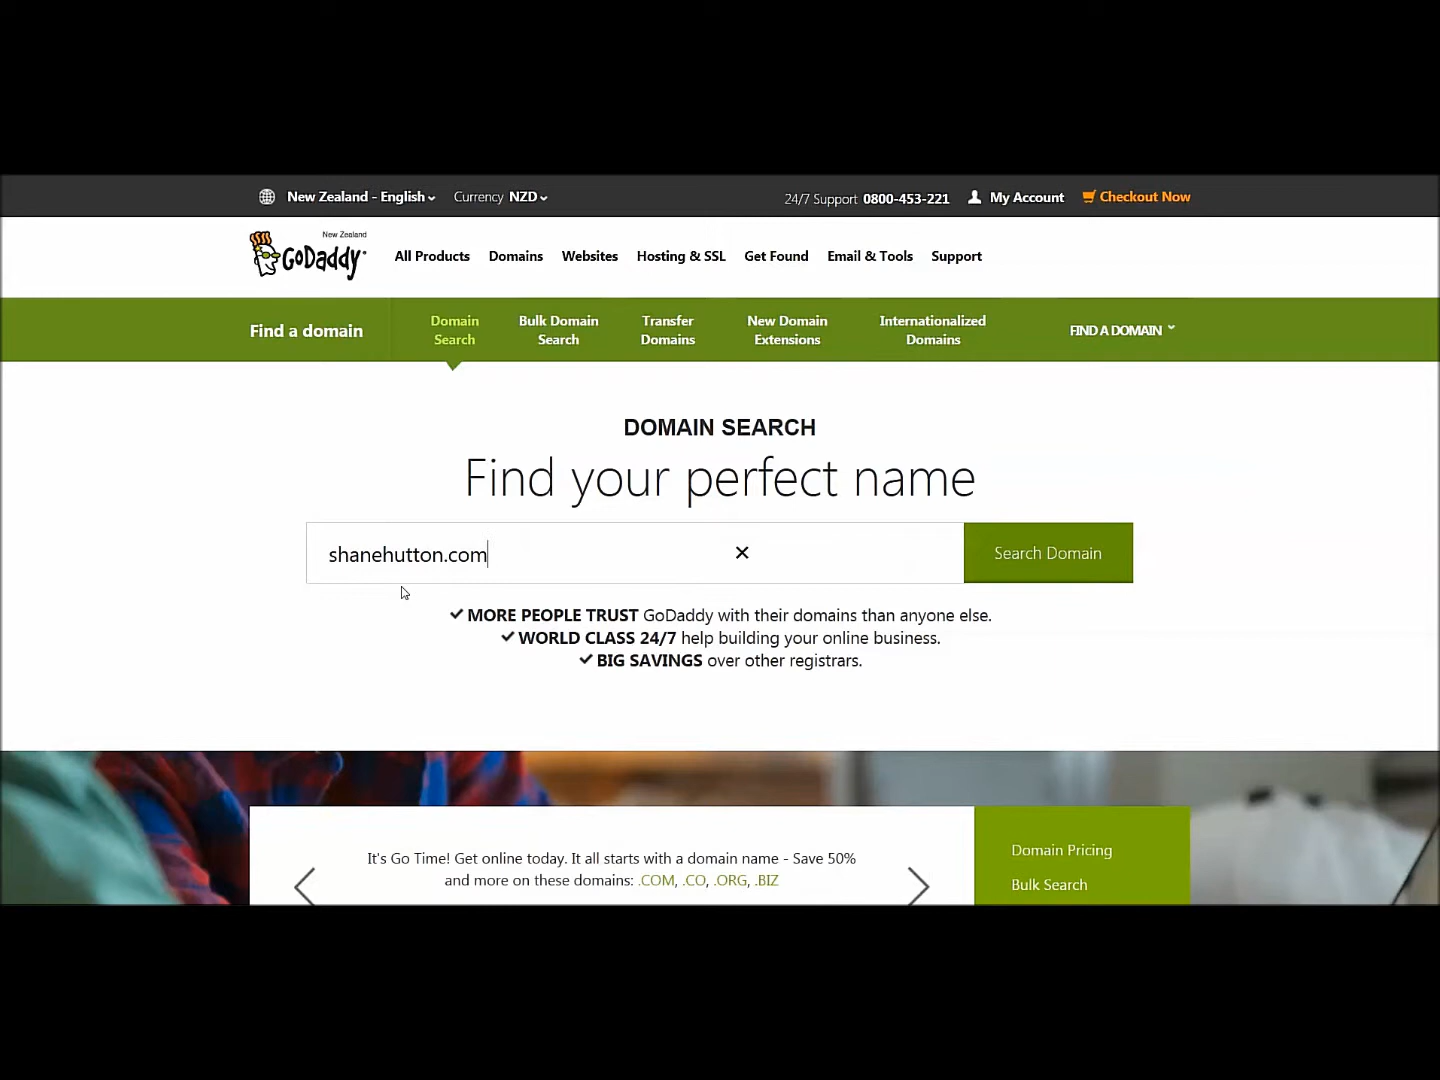 New Zealand - English Currency NZD 24/7 Support 0800-453-221 My Account Checkout Now
New Zealand
GoDaddy All Products Domains Websites Hosting & SSL Get Found Email & Tools Support
Find a domain Domain Search Bulk Domain Search Transfer Domains New Domain Extensions Internationalized Domains FIND A DOMAIN
DOMAIN SEARCH
Find your perfect name
shanehutton.com Search Domain
MORE PEOPLE TRUST GoDaddy with their domains than anyone else.
WORLD CLASS 24/7 help building your online business.
BIG SAVINGS over other registrars.
It's Go Time! Get online today. It all starts with a domain name - Save 50%
and more on these domains: .COM, .CO, .ORG, .BIZ
Domain Pricing
Bulk Search